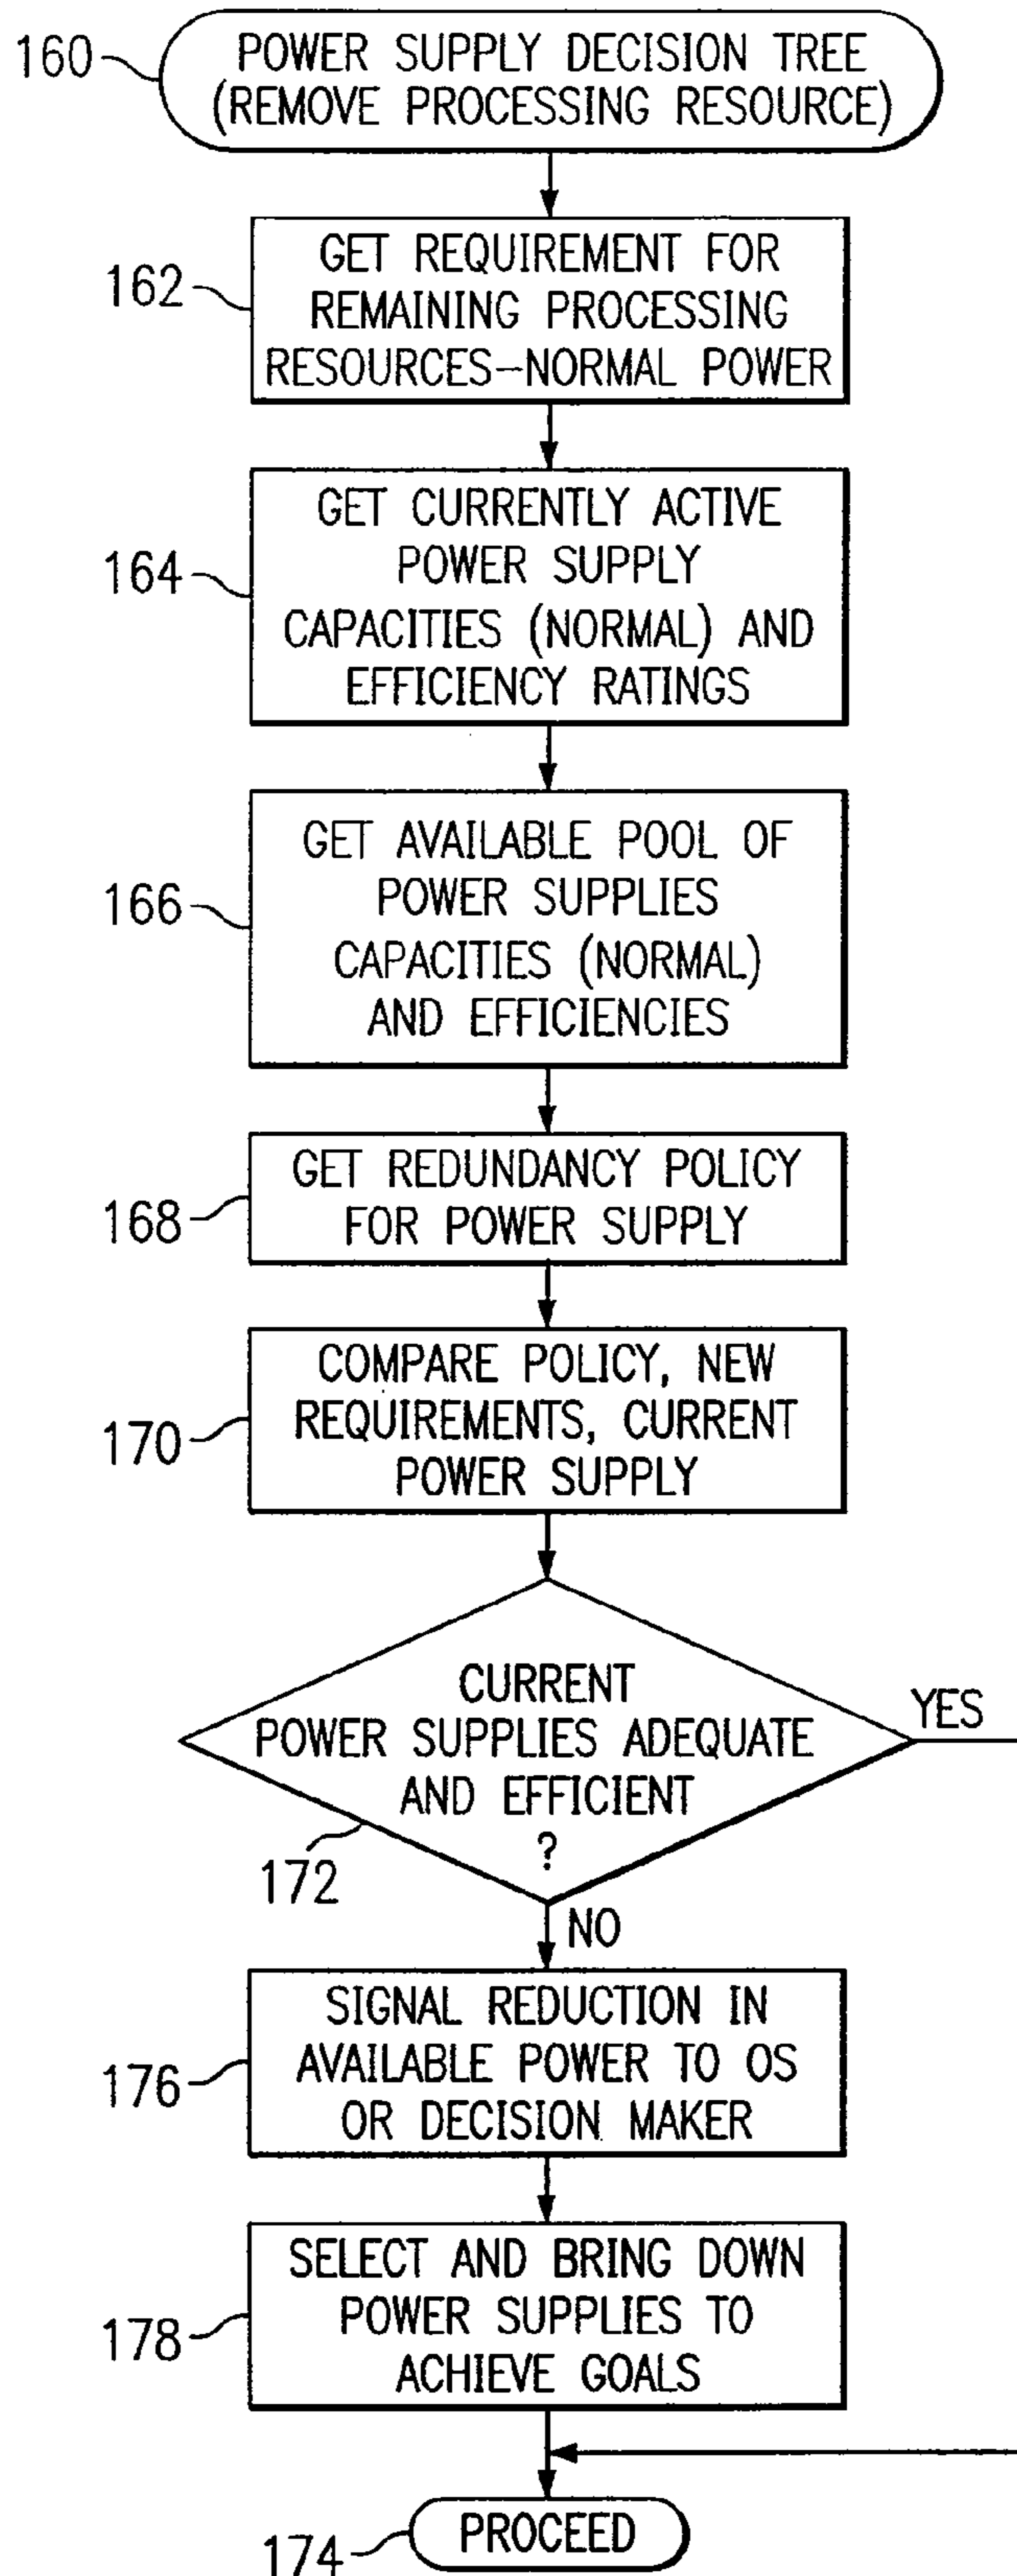 160
POWER SUPPLY DECISION TREE
(REMOVE PROCESSING RESOURCE)
162
GET REQUIREMENT FOR
REMAINING PROCESSING
RESOURCES-NORMAL POWER
164
GET CURRENTLY ACTIVE
POWER SUPPLY
CAPACITIES (NORMAL) AND
EFFICIENCY RATINGS
166
GET AVAILABLE POOL OF
POWER SUPPLIES
CAPACITIES (NORMAL)
AND EFFICIENCIES
168
GET REDUNDANCY POLICY
FOR POWER SUPPLY
170
COMPARE POLICY, NEW
REQUIREMENTS, CURRENT
POWER SUPPLY
CURRENT
POWER SUPPLIES ADEQUATE
AND EFFICIENT
?
YES
172
NO
176
SIGNAL REDUCTION IN
AVAILABLE POWER TO OS
OR DECISION MAKER
178
SELECT AND BRING DOWN
POWER SUPPLIES TO
ACHIEVE GOALS
174
PROCEED